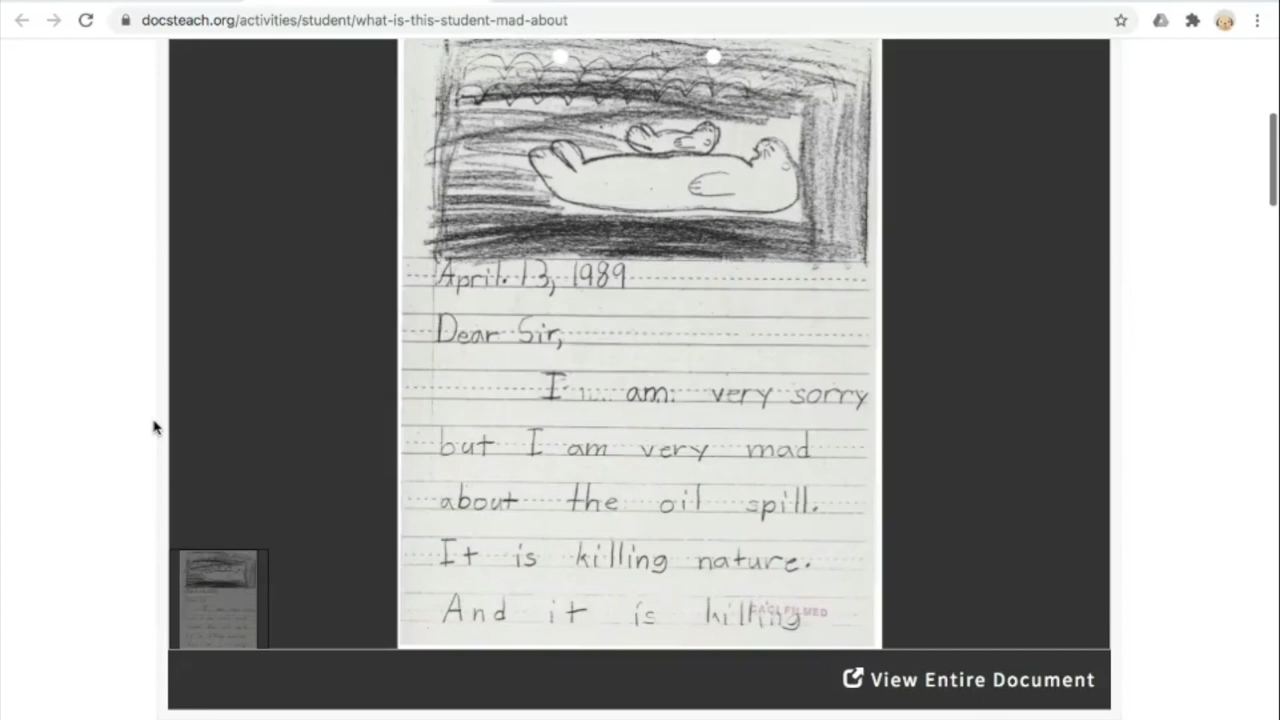 docsteach.org/activities/student/what-is-this-student-mad-about
April. 13, 1989
Dear Sir,
I am very sorry
but I am very mad
about the oil spill.
It is killing nature.
And it is killing
View Entire Document